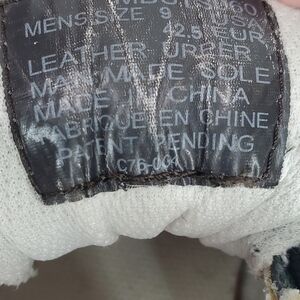 MENS SIZE 9 USA
42.5 EUR
LEATHER UPPER
MAN MADE SOLE
MADE IN CHINA
FABRIQUE EN CHINE
PATENT PENDING